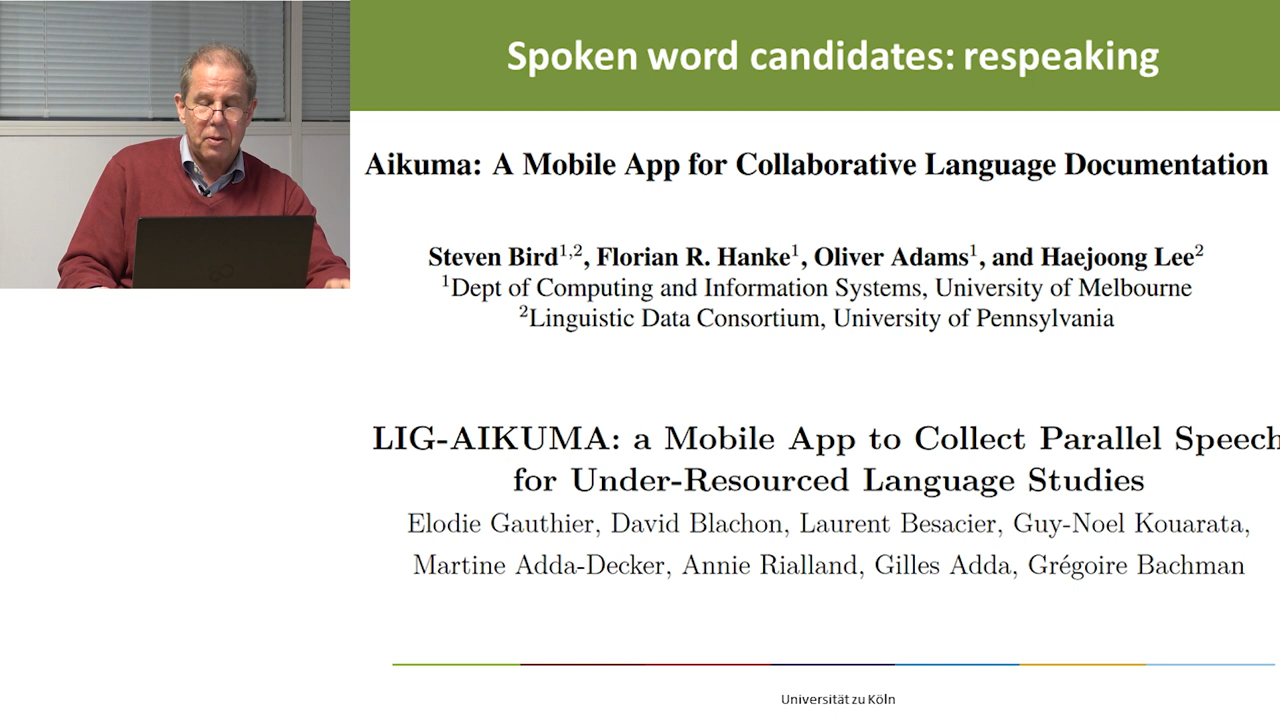 Spoken word candidates: respeaking
Aikuma: A Mobile App for Collaborative Language Documentation
Steven Bird1,2, Florian R. Hanke1, Oliver Adams1, and Haejoong Lee2
1Dept of Computing and Information Systems, University of Melbourne
2Linguistic Data Consortium, University of Pennsylvania
LIG-AIKUMA: a Mobile App to Collect Parallel Speech
for Under-Resourced Language Studies
Elodie Gauthier, David Blachon, Laurent Besacier, Guy-Noel Kouarata,
Martine Adda-Decker, Annie Rialland, Gilles Adda, Grégoire Bachman
Universität zu Köln